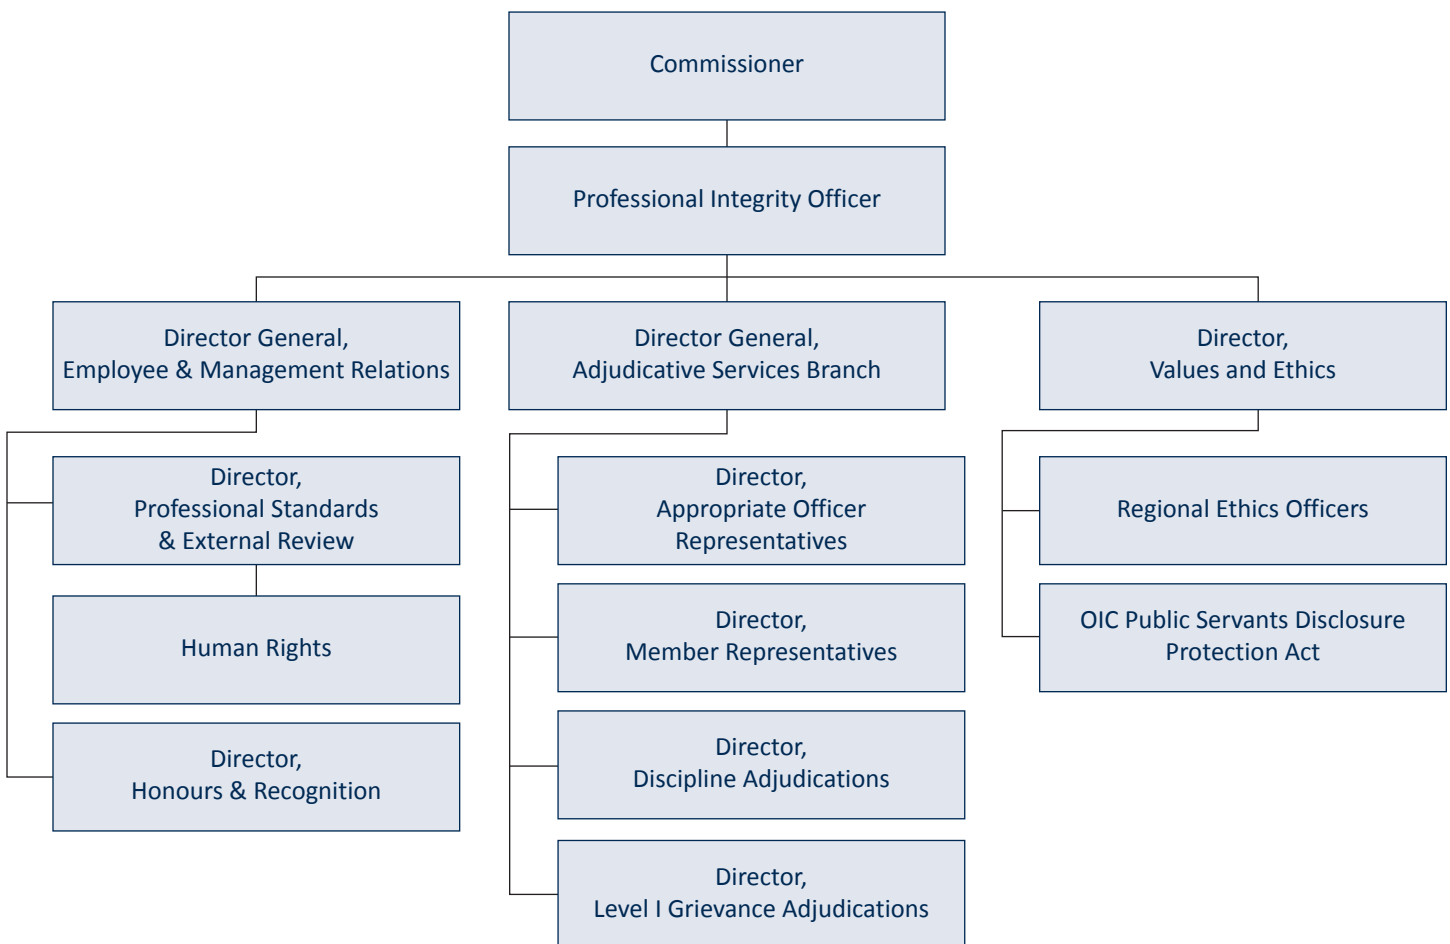 Commissioner
Professional Integrity Officer
Director General,
Employee & Management Relations
Director General,
Adjudicative Services Branch
Director,
Values and Ethics
Director,
Professional Standards
& External Review
Human Rights
Director,
Honours & Recognition
Director,
Appropriate Officer
Representatives
Director,
Member Representatives
Director,
Discipline Adjudications
Director,
Level I Grievance Adjudications
Regional Ethics Officers
OIC Public Servants Disclosure
Protection Act